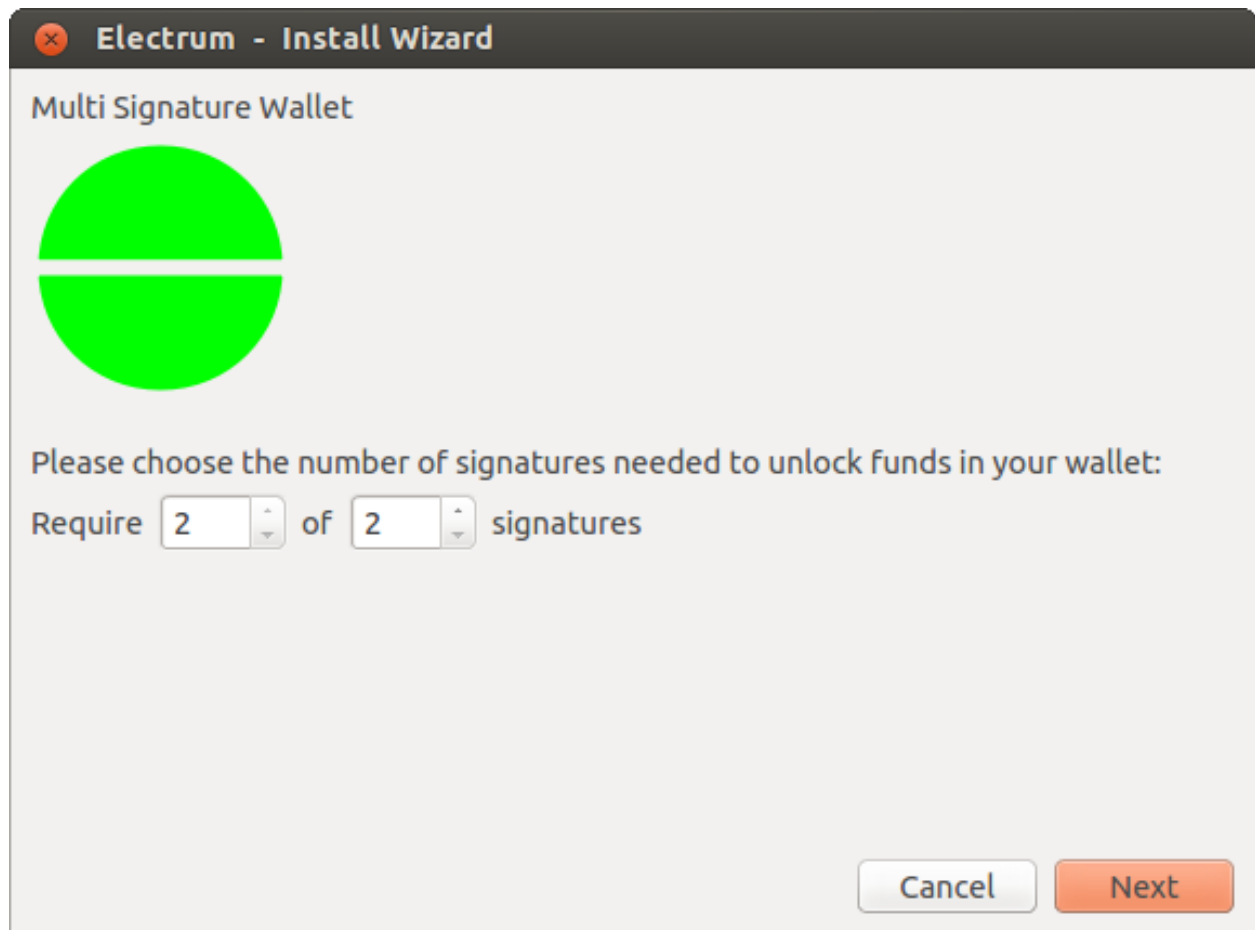 Electrum - Install Wizard
Multi Signature Wallet
Please choose the number of signatures needed to unlock funds in your wallet:
Require 2 of 2 signatures
Cancel Next